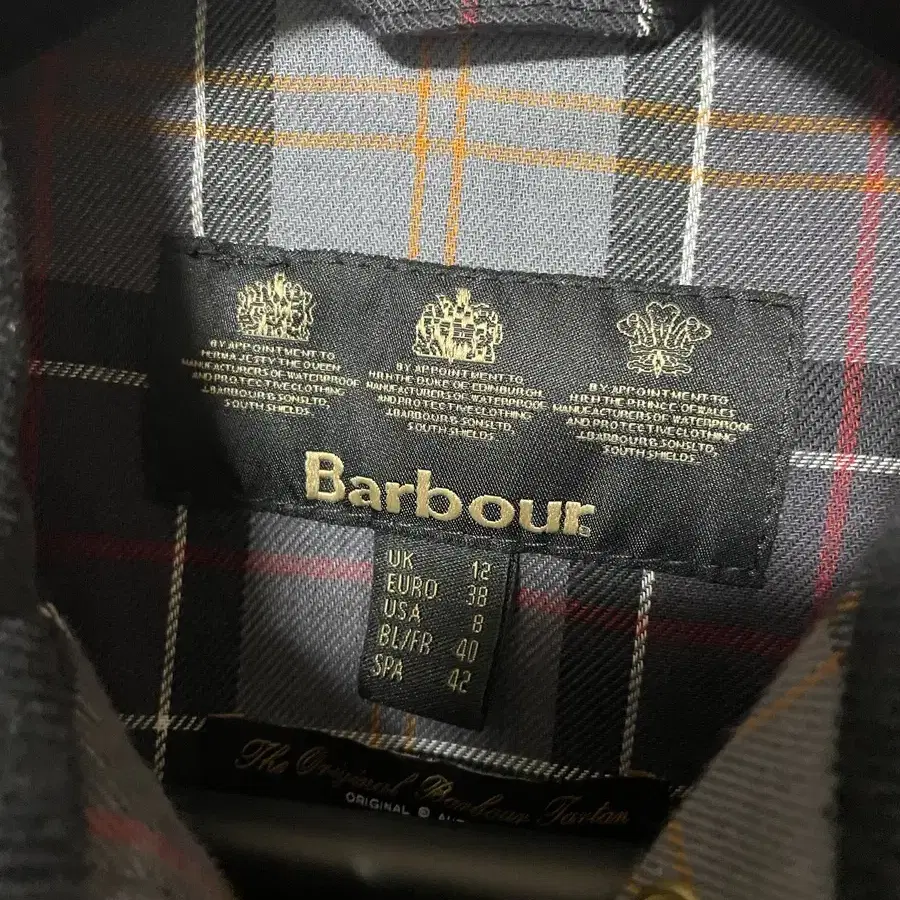 BY APPOINTMENT TO
HER MAJESTY THE QUEEN
MANUFACTURERS OF WATERPROOF
AND PROTECTIVE CLOTHING
J.BARBOUR & SONS LTD
SOUTH SHIELDS
BY APPOINTMENT TO
H.R.H THE DUKE OF EDINBURGH
MANUFACTURERS OF WATERPROOF
AND PROTECTIVE CLOTHING
J.BARBOUR & SONS LTD
SOUTH SHIELDS
BY APPOINTMENT TO
H.R.H THE PRINCE OF WALES
MANUFACTURERS OF WATERPROOF
AND PROTECTIVE CLOTHING
J.BARBOUR & SONS LTD
SOUTH SHIELDS
Barbour
UK 12
EURO 38
USA 8
BL/FR 40
SPA 42
The Original Barbour Tartan
ORIGINAL ©